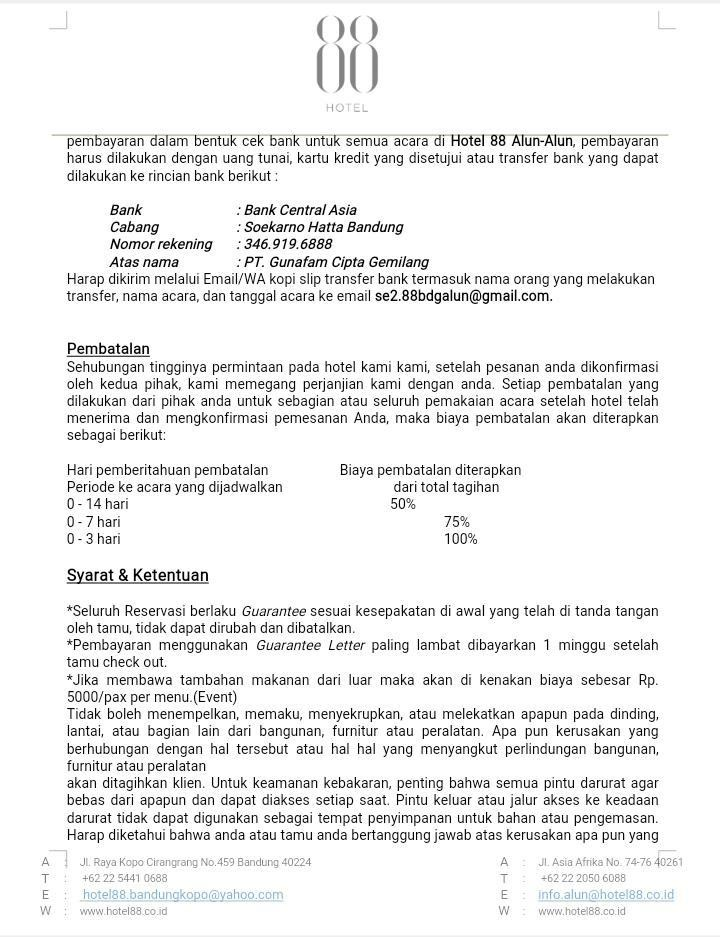 88
HOTEL
pembayaran dalam bentuk cek bank untuk semua acara di Hotel 88 Alun-Alun, pembayaran
harus dilakukan dengan uang tunai, kartu kredit yang disetujui atau transfer bank yang dapat
dilakukan ke rincian bank berikut :
Bank : Bank Central Asia
Cabang : Soekarno Hatta Bandung
Nomor rekening : 346.919.6888
Atas nama : PT. Gunafam Cipta Gemilang
Harap dikirim melalui Email/WA kopi slip transfer bank termasuk nama orang yang melakukan
transfer, nama acara, dan tanggal acara ke email se2.88bdgalun@gmail.com.
Pembatalan
Sehubungan tingginya permintaan pada hotel kami kami, setelah pesanan anda dikonfirmasi
oleh kedua pihak, kami memegang perjanjian kami dengan anda. Setiap pembatalan yang
dilakukan dari pihak anda untuk sebagian atau seluruh pemakaian acara setelah hotel telah
menerima dan mengkonfirmasi pemesanan Anda, maka biaya pembatalan akan diterapkan
sebagai berikut:
Hari pemberitahuan pembatalan Biaya pembatalan diterapkan
Periode ke acara yang dijadwalkan dari total tagihan
0 - 14 hari 50%
0 - 7 hari 75%
0 - 3 hari 100%
Syarat & Ketentuan
*Seluruh Reservasi berlaku Guarantee sesuai kesepakatan di awal yang telah di tanda tangan
oleh tamu, tidak dapat dirubah dan dibatalkan.
*Pembayaran menggunakan Guarantee Letter paling lambat dibayarkan 1 minggu setelah
tamu check out.
*Jika membawa tambahan makanan dari luar maka akan di kenakan biaya sebesar Rp.
5000/pax per menu.(Event)
Tidak boleh menempelkan, memaku, menyekrupkan, atau melekatkan apapun pada dinding,
lantai, atau bagian lain dari bangunan, furnitur atau peralatan. Apa pun kerusakan yang
berhubungan dengan hal tersebut atau hal hal yang menyangkut perlindungan bangunan,
furnitur atau peralatan
akan ditagihkan klien. Untuk keamanan kebakaran, penting bahwa semua pintu darurat agar
bebas dari apapun dan dapat diakses setiap saat. Pintu keluar atau jalur akses ke keadaan
darurat tidak dapat digunakan sebagai tempat penyimpanan untuk bahan atau pengemasan.
Harap diketahui bahwa anda atau tamu anda bertanggung jawab atas kerusakan apa pun yang
A : Jl. Raya Kopo Cirangrang No.459 Bandung 40224
T : +62 22 5441 0688
E : hotel88.bandungkopo@yahoo.com
W : www.hotel88.co.id
A : Jl. Asia Afrika No. 74-76 40261
T : +62 22 2050 6088
E : info.alun@hotel88.co.id
W : www.hotel88.co.id